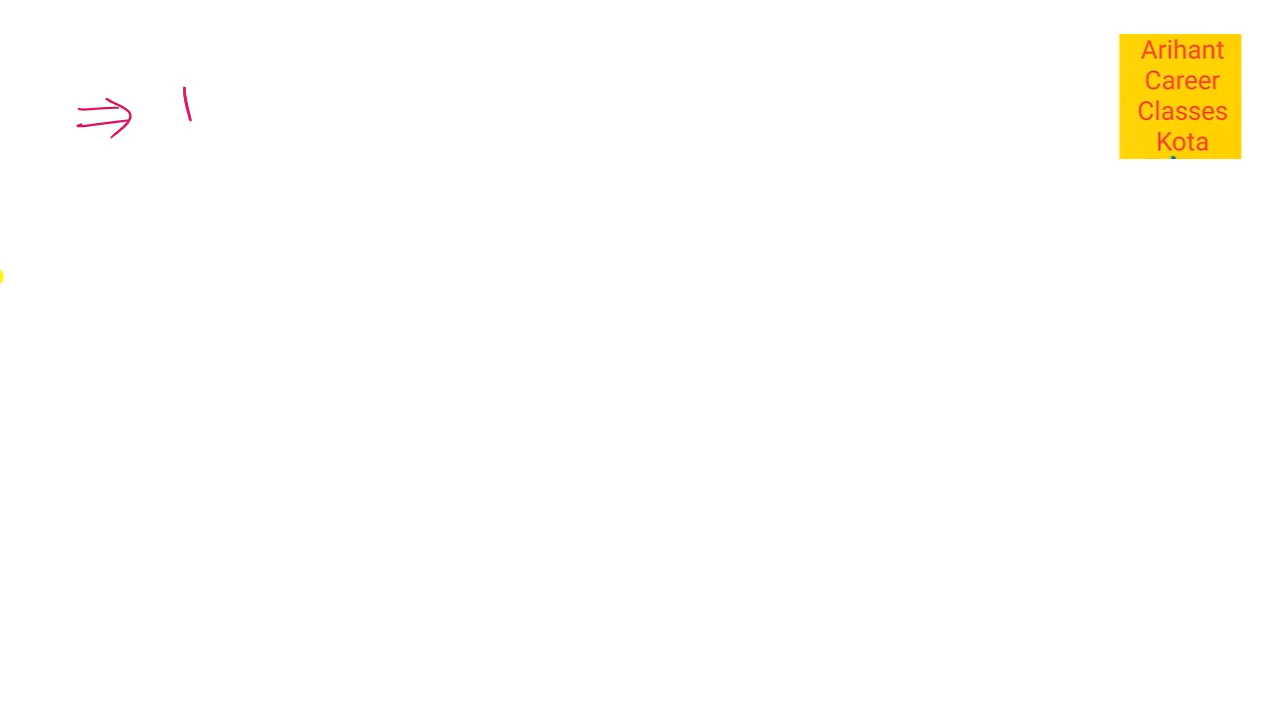 ⇒ \
Arihant
Career
Classes
Kota